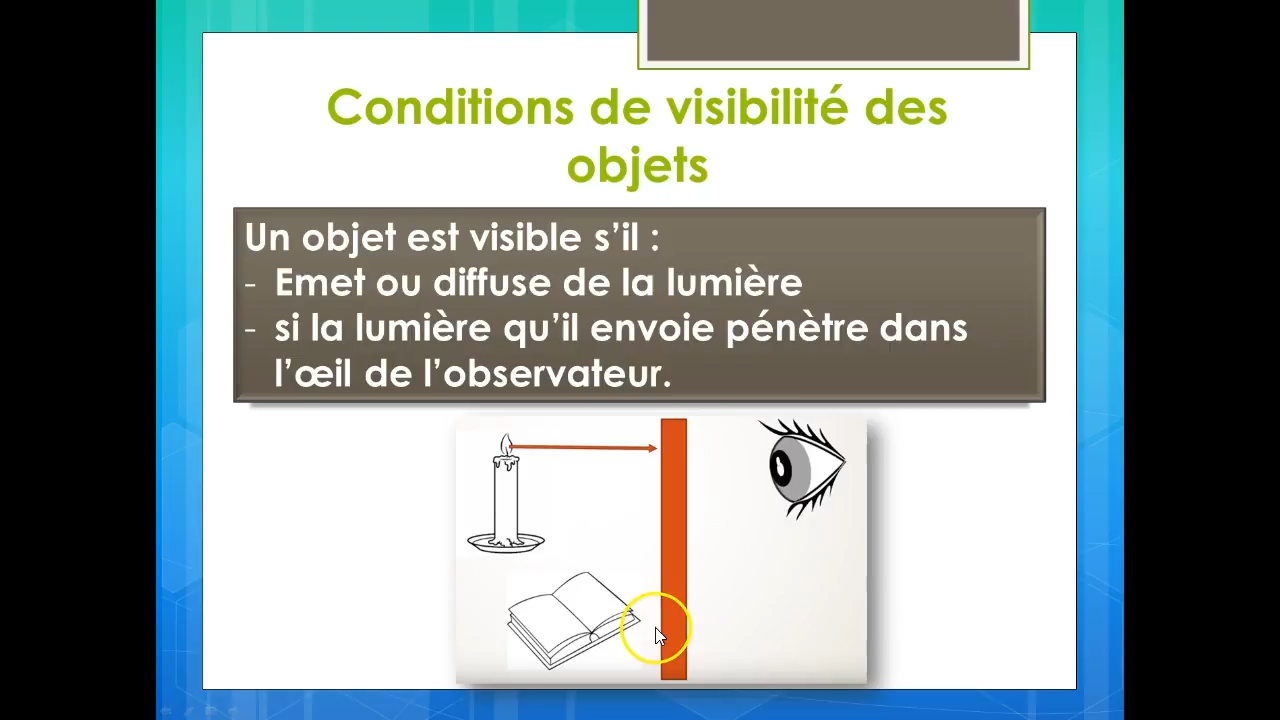 Conditions de visibilité des
objets
Un objet est visible s’il :
- Emet ou diffuse de la lumière
- si la lumière qu’il envoie pénètre dans
l’œil de l’observateur.